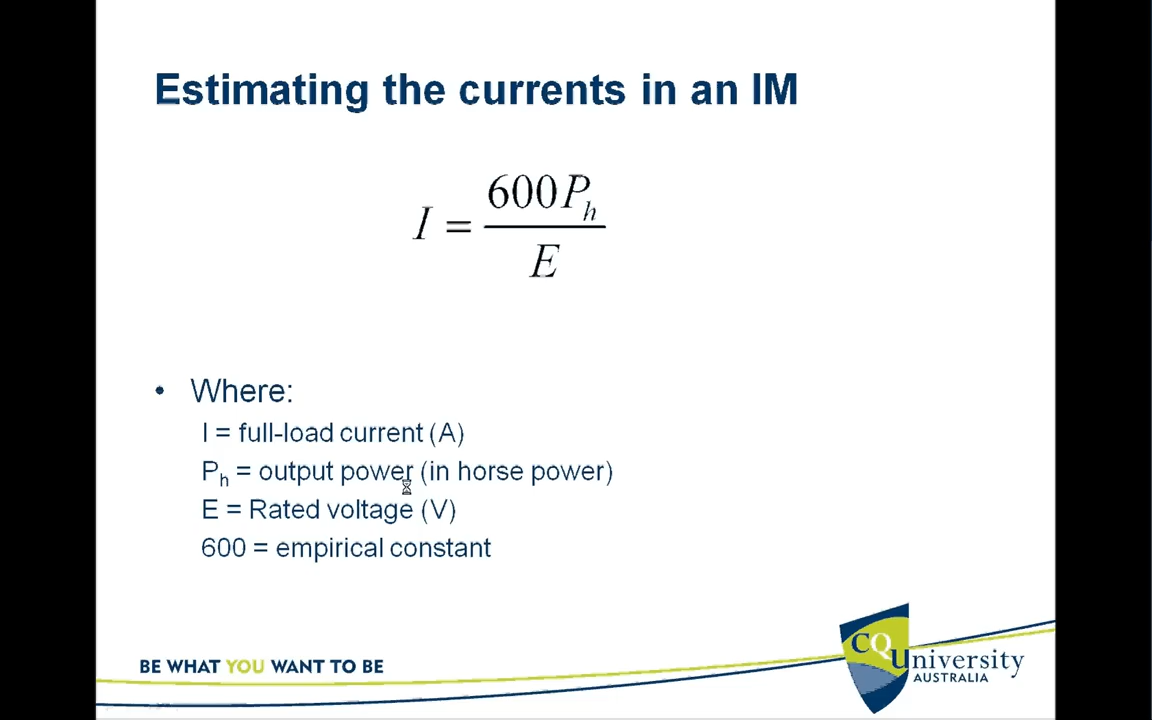 Estimating the currents in an IM
I = 600P_h / E
• Where:
I = full-load current (A)
P_h = output power (in horse power)
E = Rated voltage (V)
600 = empirical constant
BE WHAT YOU WANT TO BE
CQUniversity
AUSTRALIA